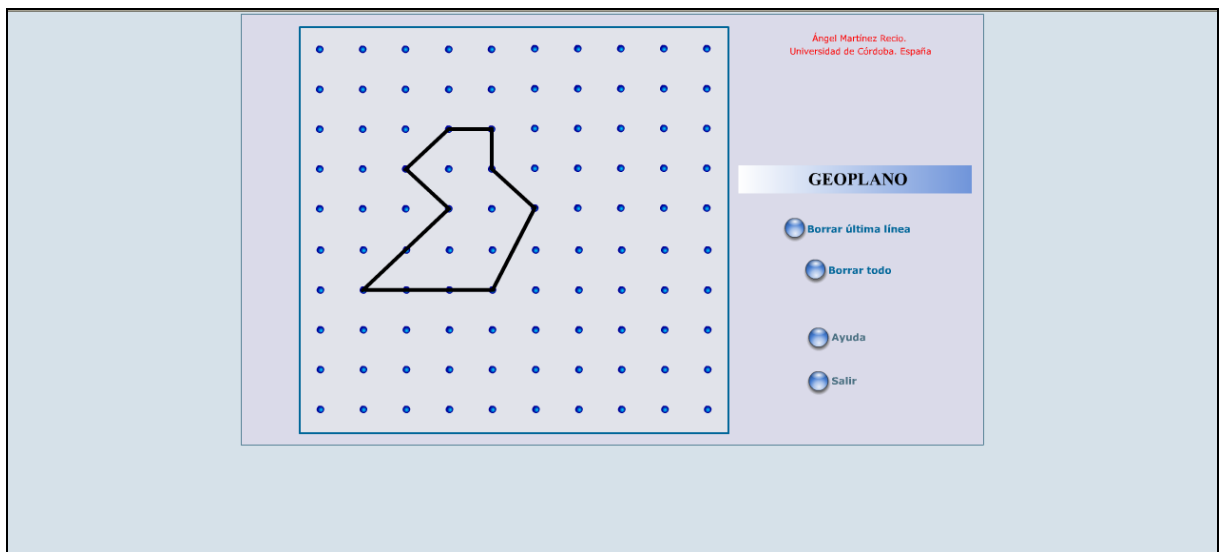 Ángel Martínez Recio.
Universidad de Córdoba. España
GEOPLANO
Borrar última línea
Borrar todo
Ayuda
Salir